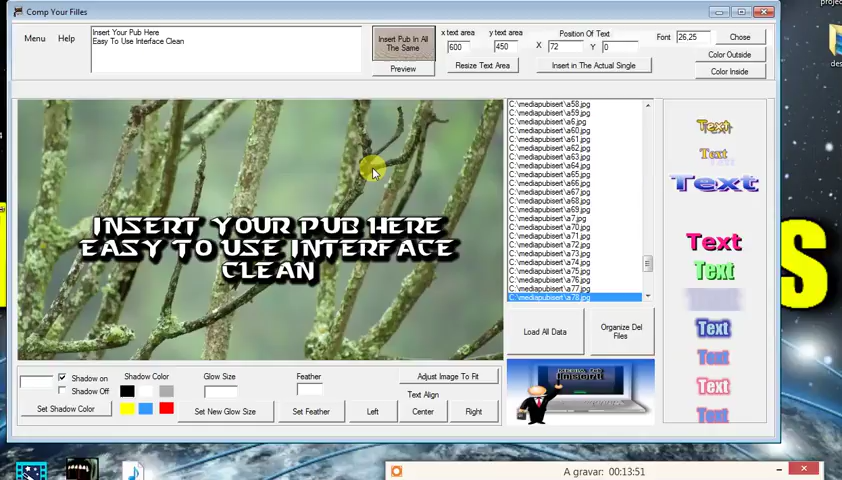 Comp Your Filles
Menu
Help
Insert Your Pub Here
Easy To Use Interface Clean
Insert Pub In All
The Same
Preview
x text area
y text area
600
450
Resize Text Area
Position Of Text
X
72
Y
0
Insert in The Actual Single
Font
26,25
Chose
Color Outside
Color Inside
INSERT YOUR PUB HERE
EASY TO USE INTERFACE
CLEAN
C:\mediapubisert\a58.jpg
C:\mediapubisert\a59.jpg
C:\mediapubisert\a6.jpg
C:\mediapubisert\a60.jpg
C:\mediapubisert\a61.jpg
C:\mediapubisert\a62.jpg
C:\mediapubisert\a63.jpg
C:\mediapubisert\a64.jpg
C:\mediapubisert\a65.jpg
C:\mediapubisert\a66.jpg
C:\mediapubisert\a67.jpg
C:\mediapubisert\a68.jpg
C:\mediapubisert\a69.jpg
C:\mediapubisert\a7.jpg
C:\mediapubisert\a70.jpg
C:\mediapubisert\a71.jpg
C:\mediapubisert\a72.jpg
C:\mediapubisert\a73.jpg
C:\mediapubisert\a74.jpg
C:\mediapubisert\a75.jpg
C:\mediapubisert\a76.jpg
C:\mediapubisert\a77.jpg
C:\mediapubisert\a78.jpg
Text
Text
Text
Text
Text
Text
Text
Text
Text
Load All Data
Organize Del
Files
Shadow on
Shadow Off
Set Shadow Color
Shadow Color
Glow Size
Set New Glow Size
Feather
Set Feather
Adjust Image To Fit
Text Align
Left
Center
Right
S
des
A gravar: 00:13:51